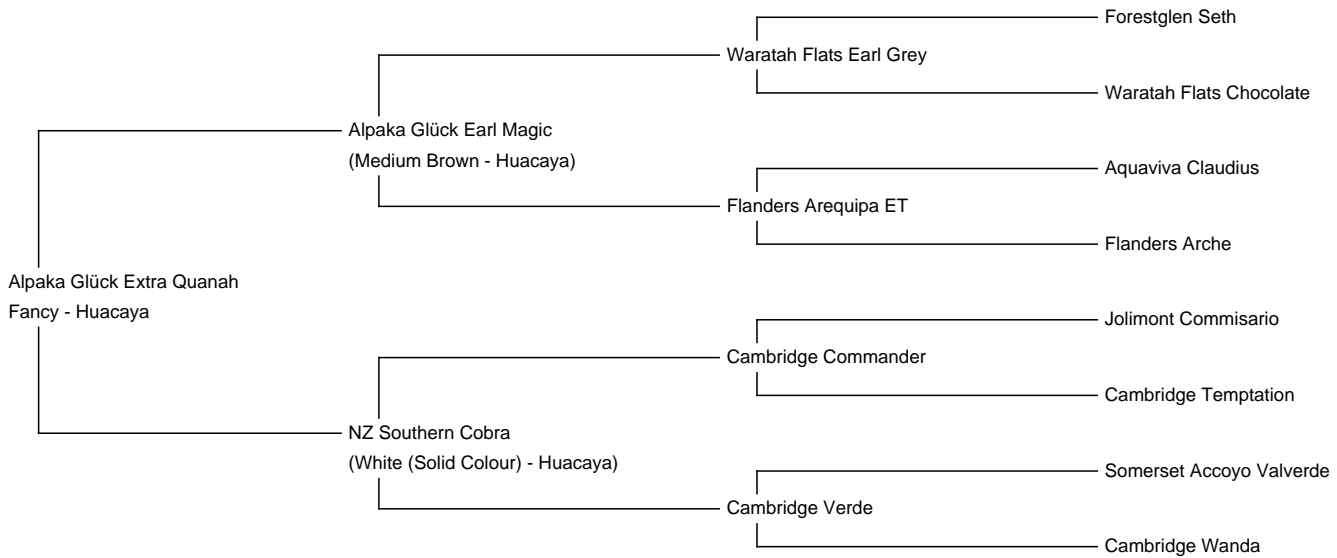 Forestglen Seth
Waratah Flats Earl Grey
Waratah Flats Chocolate
Alpaka Glück Earl Magic
(Medium Brown - Huacaya)
Aquaviva Claudius
Flanders Arequipa ET
Flanders Arche
Alpaka Glück Extra Quanah
Fancy - Huacaya
Jolimont Commisario
Cambridge Commander
Cambridge Temptation
NZ Southern Cobra
(White (Solid Colour) - Huacaya)
Somerset Accoyo Valverde
Cambridge Verde
Cambridge Wanda